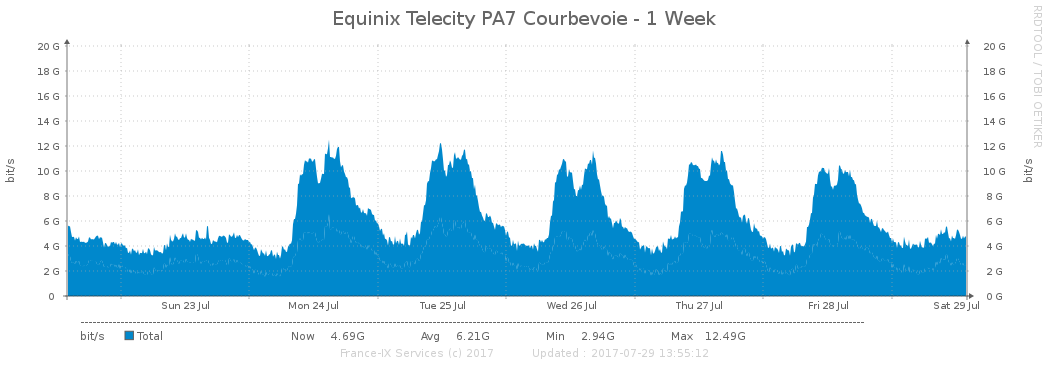 Equinix Telecity PA7 Courbevoie - 1 Week
RRDTOOL / TOBI OETIKER
bit/s
20 G 20 G
18 G 18 G
16 G 16 G
14 G 14 G
12 G 12 G
10 G 10 G
8 G 8 G
6 G 6 G
4 G 4 G
2 G 2 G
0 0 G
bit/s
Sun 23 Jul Mon 24 Jul Tue 25 Jul Wed 26 Jul Thu 27 Jul Fri 28 Jul Sat 29 Jul
bit/s Total Now 4.69G Avg 6.21G Min 2.94G Max 12.49G
France-IX Services (c) 2017 Updated : 2017-07-29 13:55:12